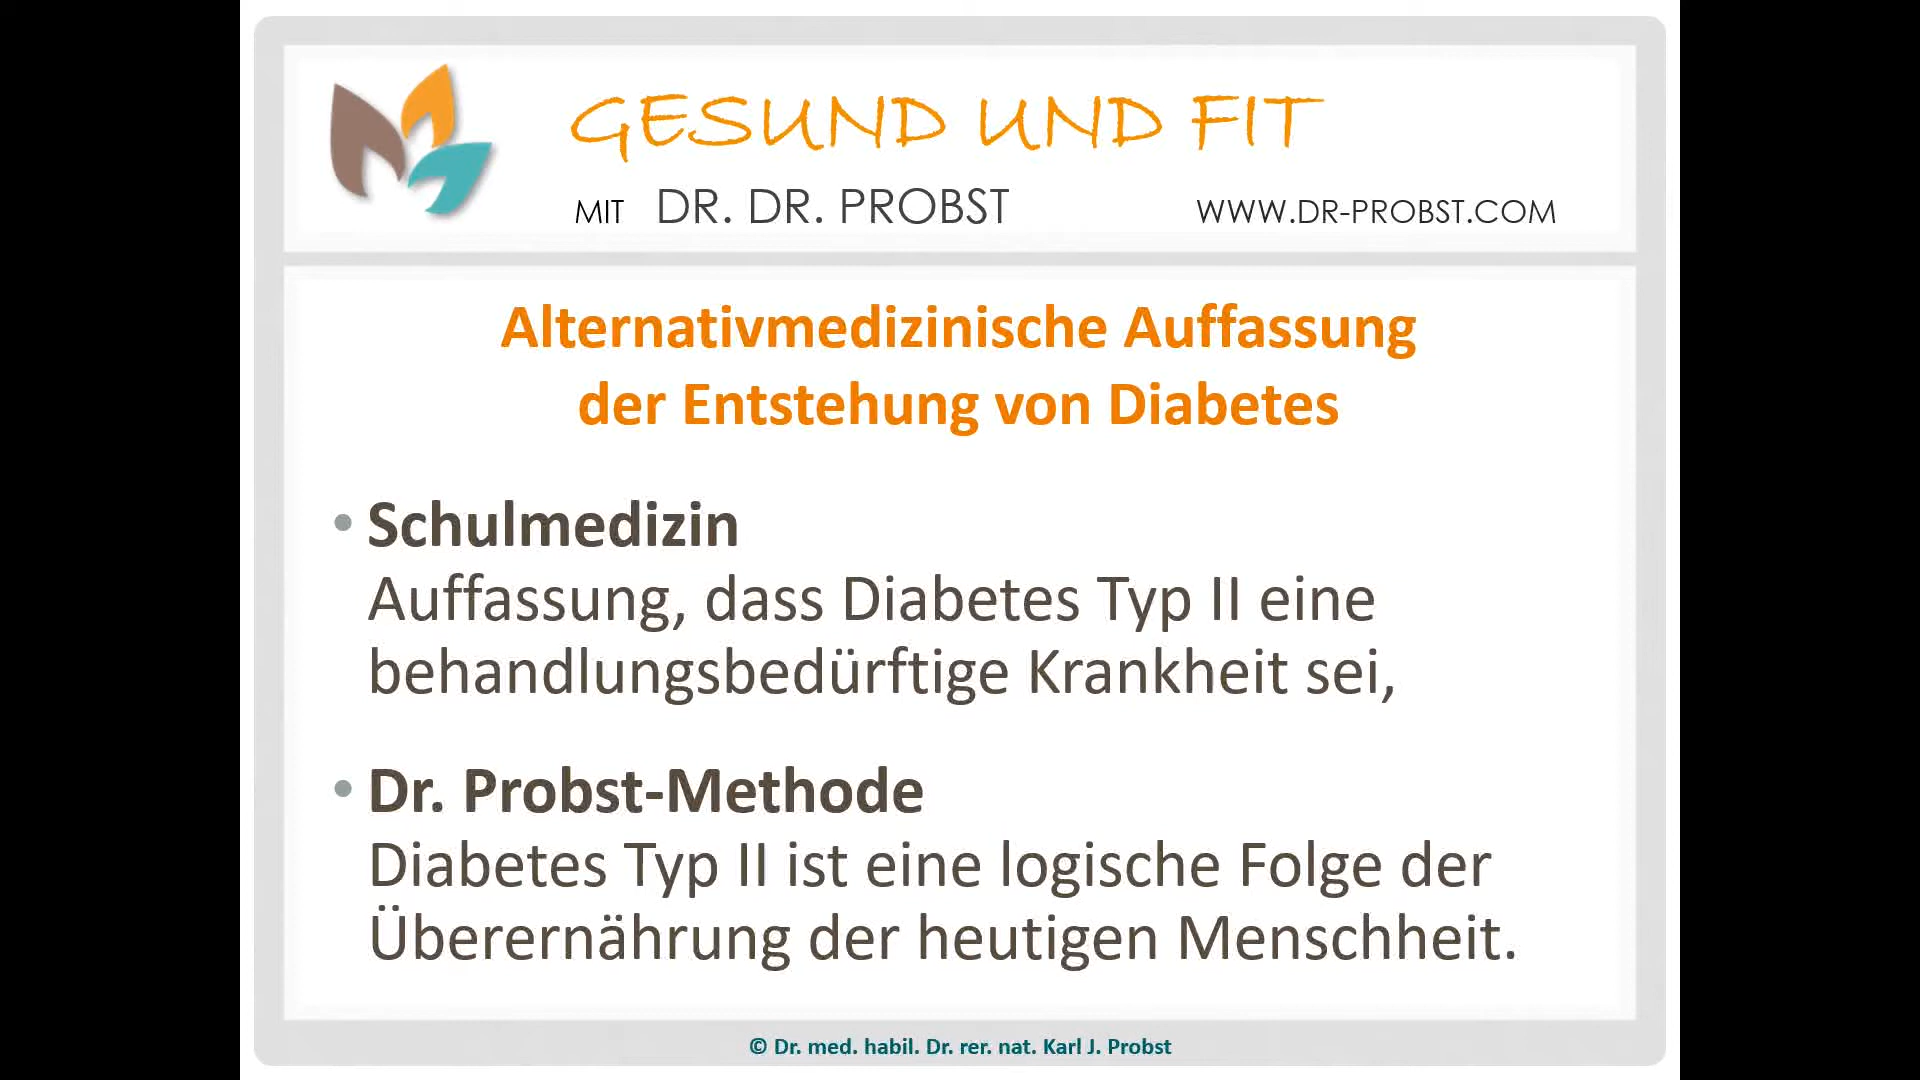 GESUND UND FIT
MIT DR. DR. PROBST WWW.DR-PROBST.COM
Alternativmedizinische Auffassung
der Entstehung von Diabetes
• Schulmedizin
Auffassung, dass Diabetes Typ II eine
behandlungsbedürftige Krankheit sei,
• Dr. Probst-Methode
Diabetes Typ II ist eine logische Folge der
Überernährung der heutigen Menschheit.
© Dr. med. habil. Dr. rer. nat. Karl J. Probst